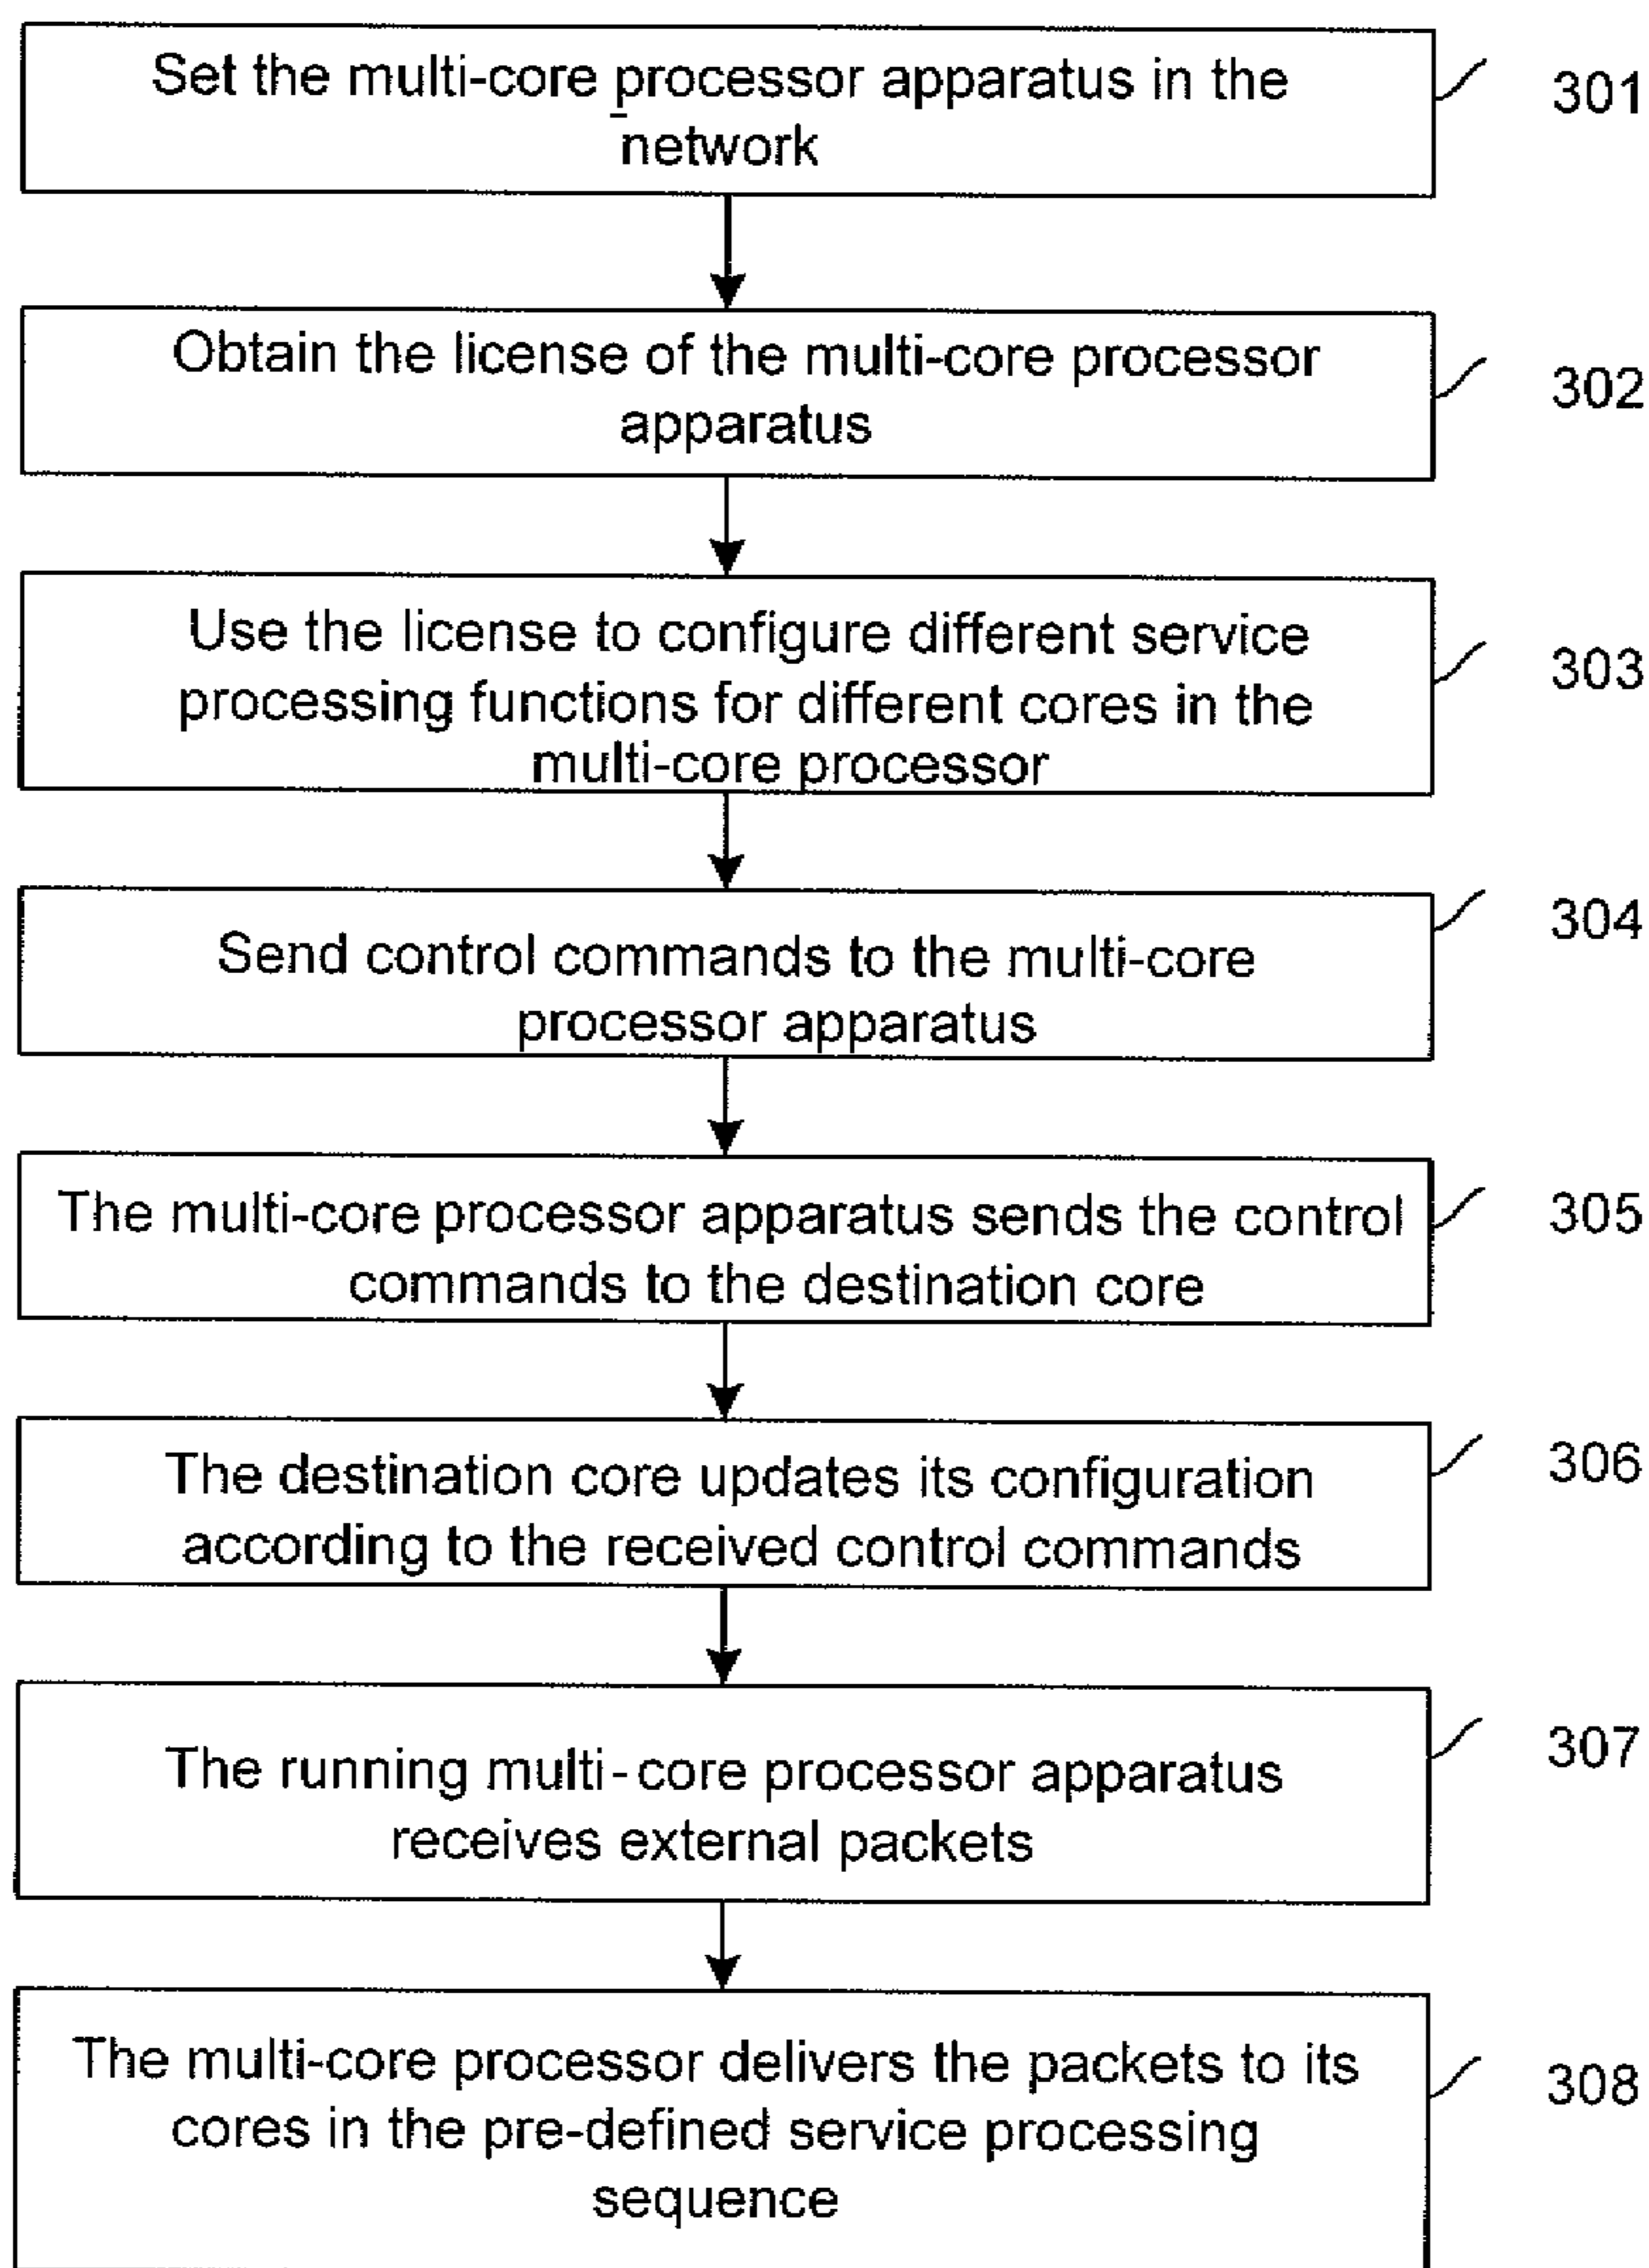 Set the multi-core processor apparatus in the
network
301
Obtain the license of the multi-core processor
apparatus
302
Use the license to configure different service
processing functions for different cores in the
multi-core processor
303
Send control commands to the multi-core
processor apparatus
304
The multi-core processor apparatus sends the control
commands to the destination core
305
The destination core updates its configuration
according to the received control commands
306
The running multi-core processor apparatus
receives external packets
307
The multi-core processor delivers the packets to its
cores in the pre-defined service processing
sequence
308